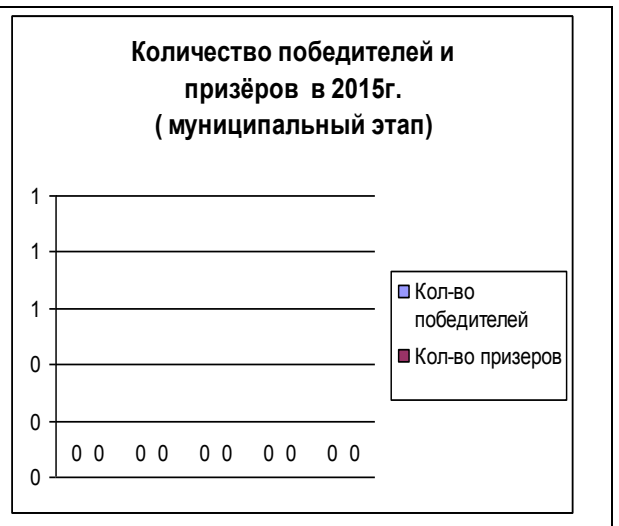 Количество победителей и
призёров в 2015г.
( муниципальный этап)
1
1
1
0
0
0
0 0 0 0 0 0 0 0 0 0
Кол-во
победителей
Кол-во призеров